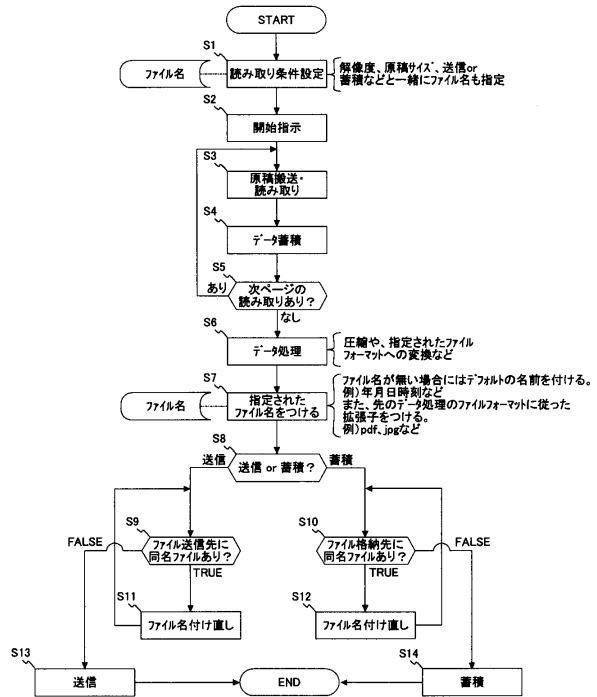 START
S1
ファイル名
読み取り条件設定
解像度、原稿サイズ、送信or
蓄積などと一緒にファイル名も指定
S2
開始指示
S3
原稿搬送・
読み取り
S4
データ蓄積
S5
あり
次ページの
読み取りあり？
なし
S6
データ処理
圧縮や、指定されたファイル
フォーマットへの変換など
S7
ファイル名
指定された
ファイル名をつける
ファイル名が無い場合にはデフォルトの名前を付ける。
例）年月日時刻など
また、先のデータ処理のファイルフォーマットに従った
拡張子をつける。
例）pdf、jpgなど
S8
送信
送信 or 蓄積？
蓄積
S9
FALSE
ファイル送信先に
同名ファイルあり？
TRUE
S10
ファイル格納先に
同名ファイルあり？
FALSE
TRUE
S11
ファイル名付け直し
S12
ファイル名付け直し
S13
送信
END
S14
蓄積